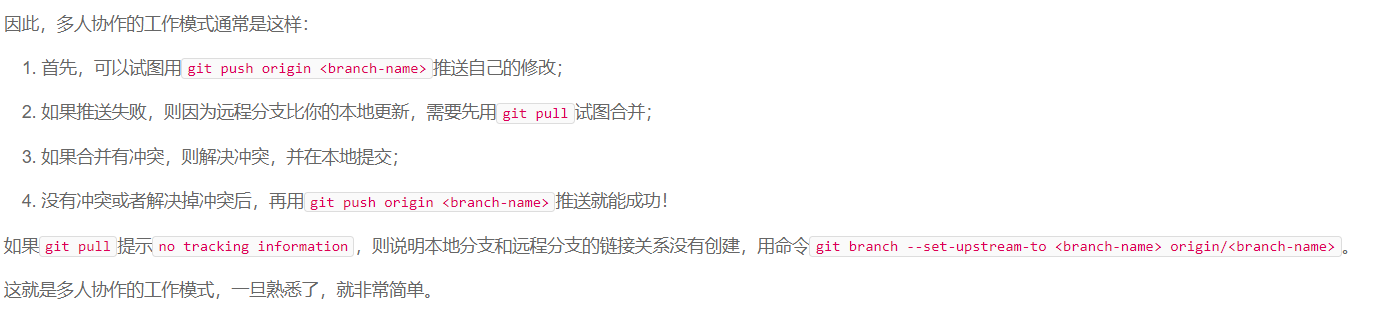 因此，多人协作的工作模式通常是这样：
1. 首先，可以试图用git push origin <branch-name>推送自己的修改；
2. 如果推送失败，则因为远程分支比你的本地更新，需要先用git pull试图合并；
3. 如果合并有冲突，则解决冲突，并在本地提交；
4. 没有冲突或者解决掉冲突后，再用git push origin <branch-name>推送就能成功！
如果git pull提示no tracking information，则说明本地分支和远程分支的链接关系没有创建，用命令git branch --set-upstream-to <branch-name> origin/<branch-name>。
这就是多人协作的工作模式，一旦熟悉了，就非常简单。